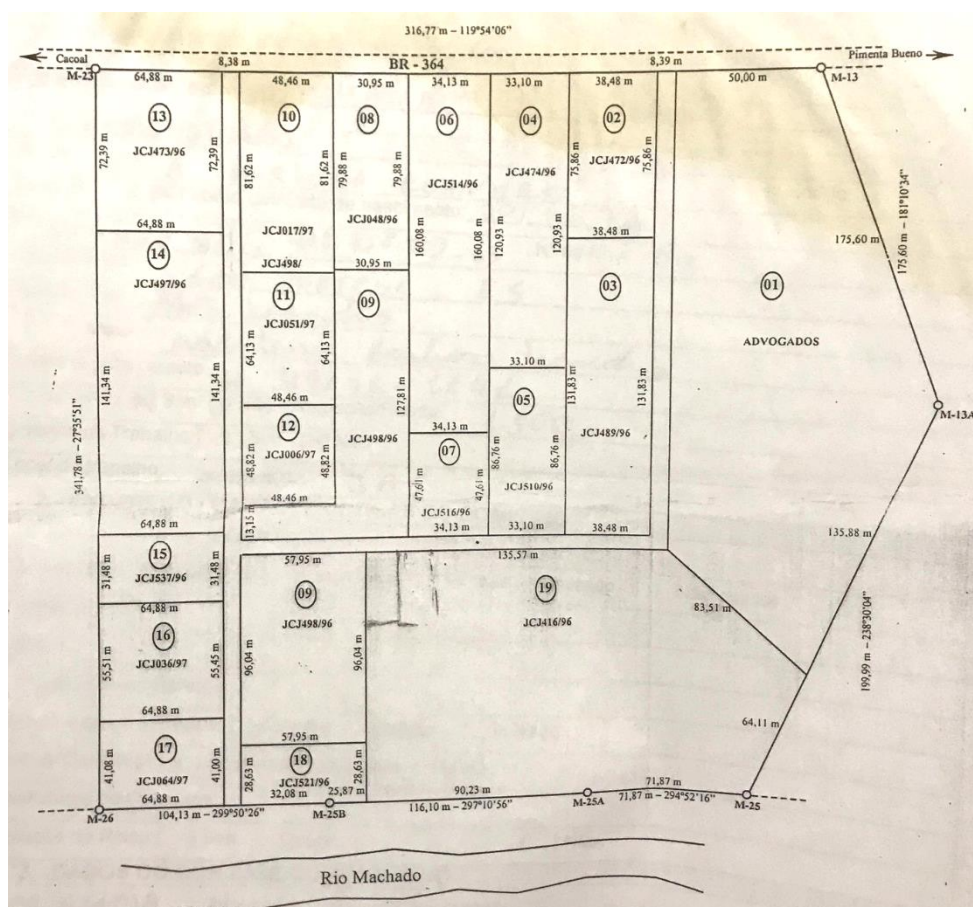 316,77 m – 119°54'06"
Cacoal
Pimenta Bueno
8,38 m
BR - 364
8,39 m
M-23
64,88 m
48,46 m
30,95 m
34,13 m
33,10 m
38,48 m
50,00 m
M-13
13
10
08
06
04
02
72,39 m
JCJ473/96
72,39 m
81,62 m
81,62 m
79,88 m
79,88 m
JCJ514/96
JCJ474/96
75,86 m
JCJ472/96
75,86 m
175,60 m – 181°10'34"
64,88 m
JCJ017/97
JCJ048/96
160,08 m
160,08 m
120,93 m
120,93 m
38,48 m
175,60 m
14
JCJ498/
30,95 m
JCJ497/96
11
09
03
01
JCJ051/97
64,13 m
64,13 m
ADVOGADOS
141,34 m
141,34 m
33,10 m
127,81 m
131,83 m
131,83 m
48,46 m
05
M-13A
341,78 m – 27°35'51"
12
34,13 m
JCJ006/97
JCJ498/96
07
JCJ489/96
48,82 m
48,82 m
86,76 m
86,76 m
47,61 m
47,61 m
JCJ510/96
48,46 m
JCJ516/96
13,15 m
64,88 m
34,13 m
33,10 m
38,48 m
135,88 m
15
57,95 m
135,57 m
31,48 m
JCJ537/96
31,48 m
09
19
64,88 m
JCJ498/96
JCJ416/96
83,51 m
199,99 m – 238°30'04"
16
JCJ036/97
55,51 m
55,45 m
96,04 m
96,04 m
64,88 m
57,95 m
64,11 m
17
18
41,08 m
JCJ064/97
41,00 m
28,63 m
JCJ521/96
28,63 m
64,88 m
32,08 m
25,87 m
90,23 m
71,87 m
M-26
104,13 m – 299°50'26"
M-25B
116,10 m – 297°10'56"
M-25A
71,87 m – 294°52'16"
M-25
Rio Machado